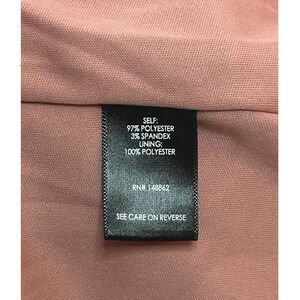 SELF:
97% POLYESTER
3% SPANDEX
LINING:
100% POLYESTER
RN# 148862
SEE CARE ON REVERSE